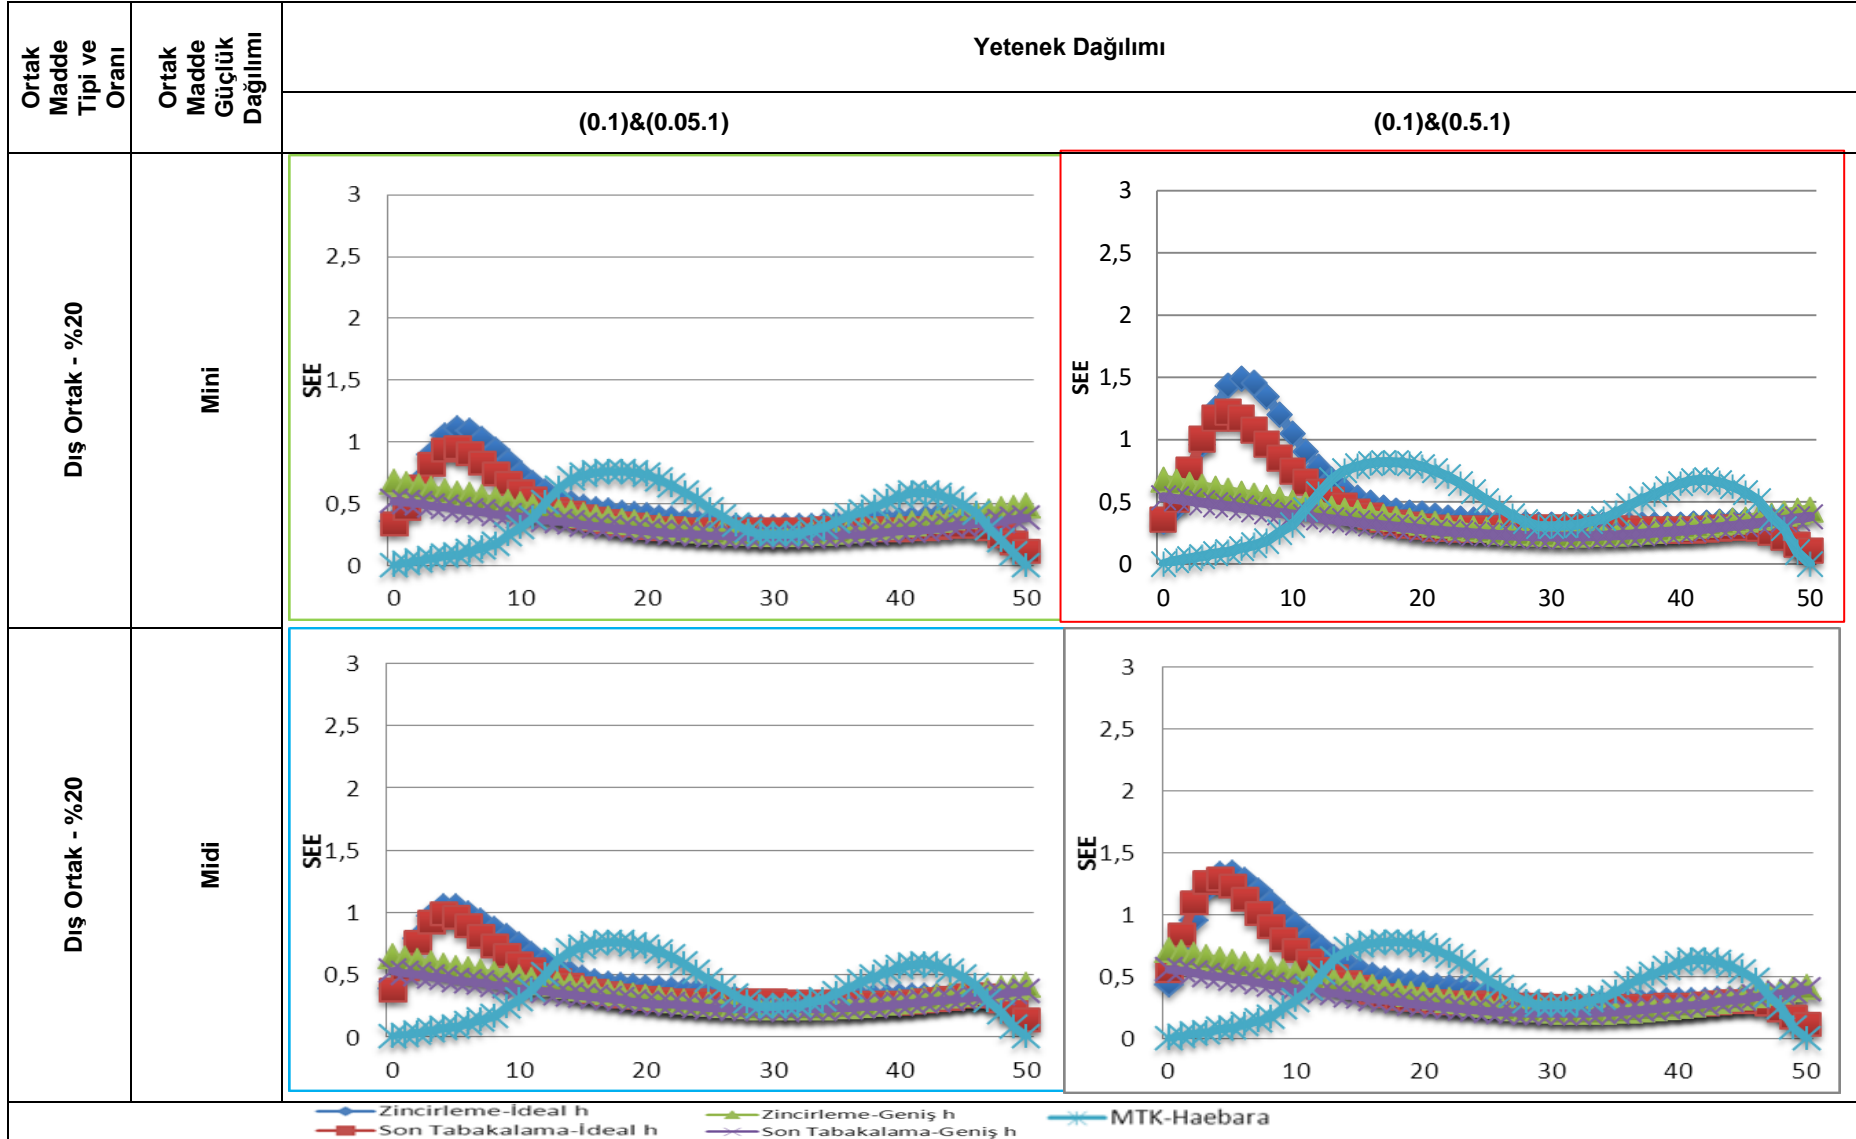 Ortak
Madde
Tipi ve
Oranı
Ortak
Madde
Güçlük
Dağılımı
Yetenek Dağılımı
(0.1)&(0.05.1)
(0.1)&(0.5.1)
Dış Ortak - %20
Mini
SEE
3
2,5
2
1,5
1
0,5
0
0 10 20 30 40 50
SEE
3
2,5
2
1,5
1
0,5
0
0 10 20 30 40 50
Dış Ortak - %20
Midi
SEE
3
2,5
2
1,5
1
0,5
0
0 10 20 30 40 50
SEE
3
2,5
2
1,5
1
0,5
0
0 10 20 30 40 50
Zincirleme-İdeal h
Zincirleme-Geniş h
MTK-Haebara
Son Tabakalama-İdeal h
Son Tabakalama-Geniş h